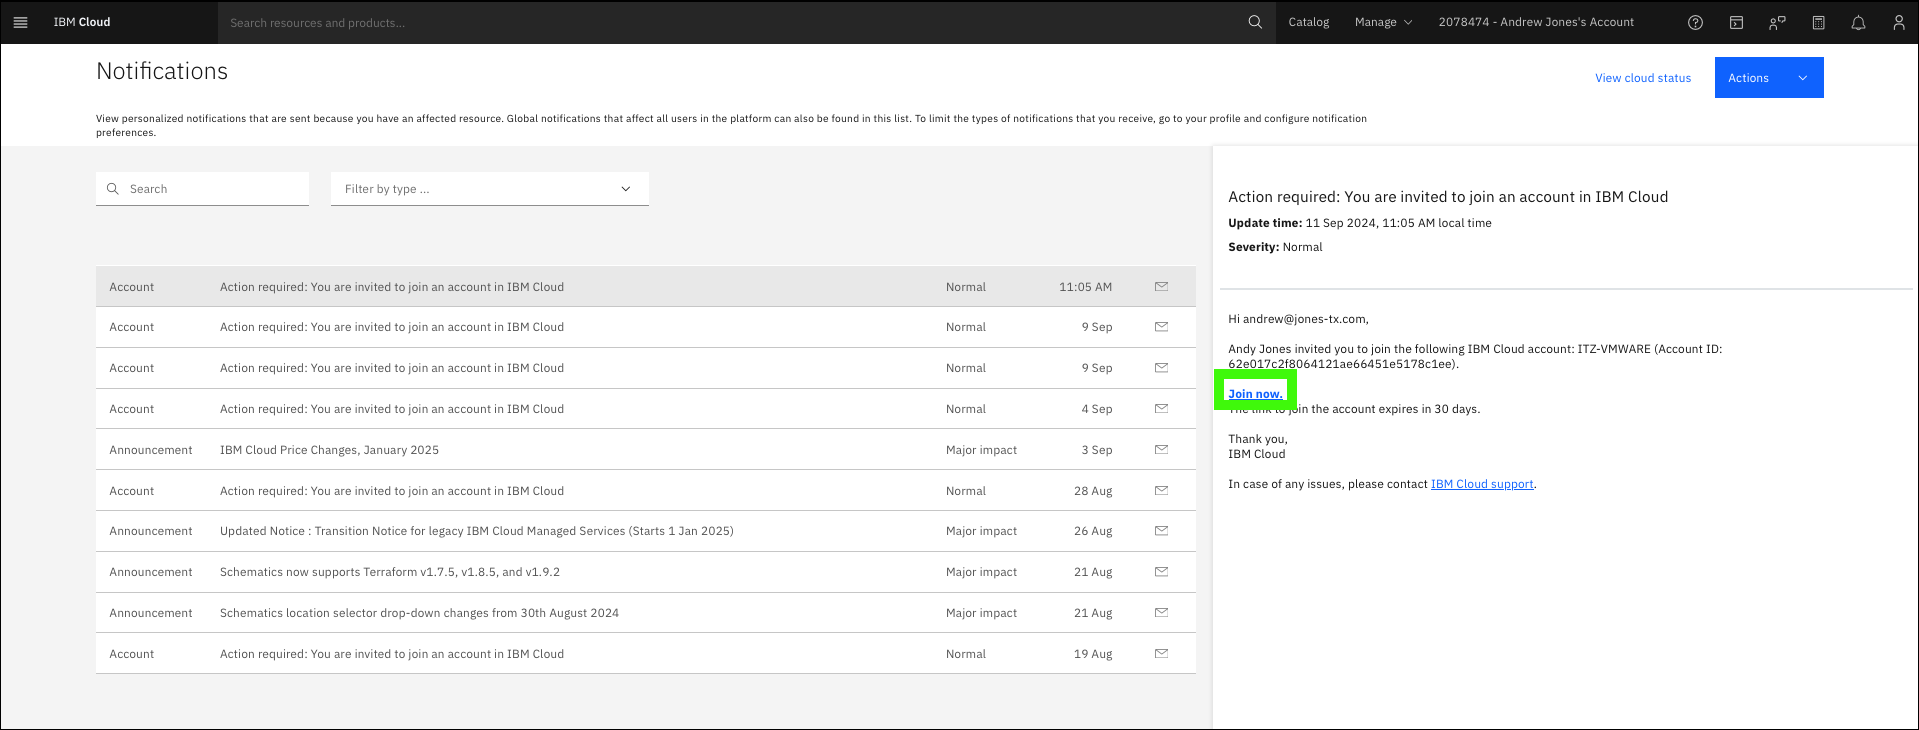 IBM Cloud
Search resources and products...
Catalog
Manage
2078474 - Andrew Jones's Account
Notifications
View cloud status
Actions
View personalized notifications that are sent because you have an affected resource. Global notifications that affect all users in the platform can also be found in this list. To limit the types of notifications that you receive, go to your profile and configure notification
preferences.
Search
Filter by type ...
Account Action required: You are invited to join an account in IBM Cloud Normal 11:05 AM
Account Action required: You are invited to join an account in IBM Cloud Normal 9 Sep
Account Action required: You are invited to join an account in IBM Cloud Normal 9 Sep
Account Action required: You are invited to join an account in IBM Cloud Normal 4 Sep
Announcement IBM Cloud Price Changes, January 2025 Major impact 3 Sep
Account Action required: You are invited to join an account in IBM Cloud Normal 28 Aug
Announcement Updated Notice : Transition Notice for legacy IBM Cloud Managed Services (Starts 1 Jan 2025) Major impact 26 Aug
Announcement Schematics now supports Terraform v1.7.5, v1.8.5, and v1.9.2 Major impact 21 Aug
Announcement Schematics location selector drop-down changes from 30th August 2024 Major impact 21 Aug
Account Action required: You are invited to join an account in IBM Cloud Normal 19 Aug
Action required: You are invited to join an account in IBM Cloud
Update time: 11 Sep 2024, 11:05 AM local time
Severity: Normal
Hi andrew@jones-tx.com,
Andy Jones invited you to join the following IBM Cloud account: ITZ-VMWARE (Account ID:
62e017c2f8064121ae66451e5178c1ee).
Join now.
The link to join the account expires in 30 days.
Thank you,
IBM Cloud
In case of any issues, please contact IBM Cloud support.